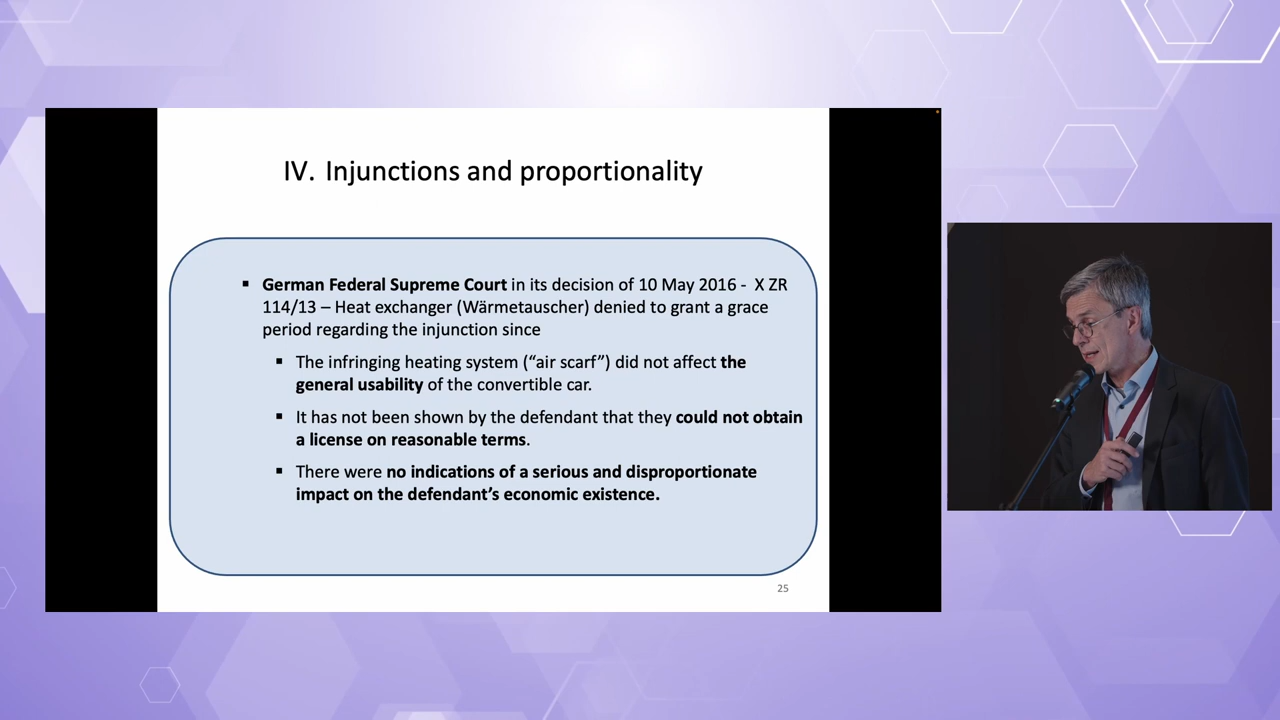 IV. Injunctions and proportionality
▪ German Federal Supreme Court in its decision of 10 May 2016 - X ZR
114/13 – Heat exchanger (Wärmetauscher) denied to grant a grace
period regarding the injunction since
▪ The infringing heating system (“air scarf”) did not affect the
general usability of the convertible car.
▪ It has not been shown by the defendant that they could not obtain
a license on reasonable terms.
▪ There were no indications of a serious and disproportionate
impact on the defendant’s economic existence.
25